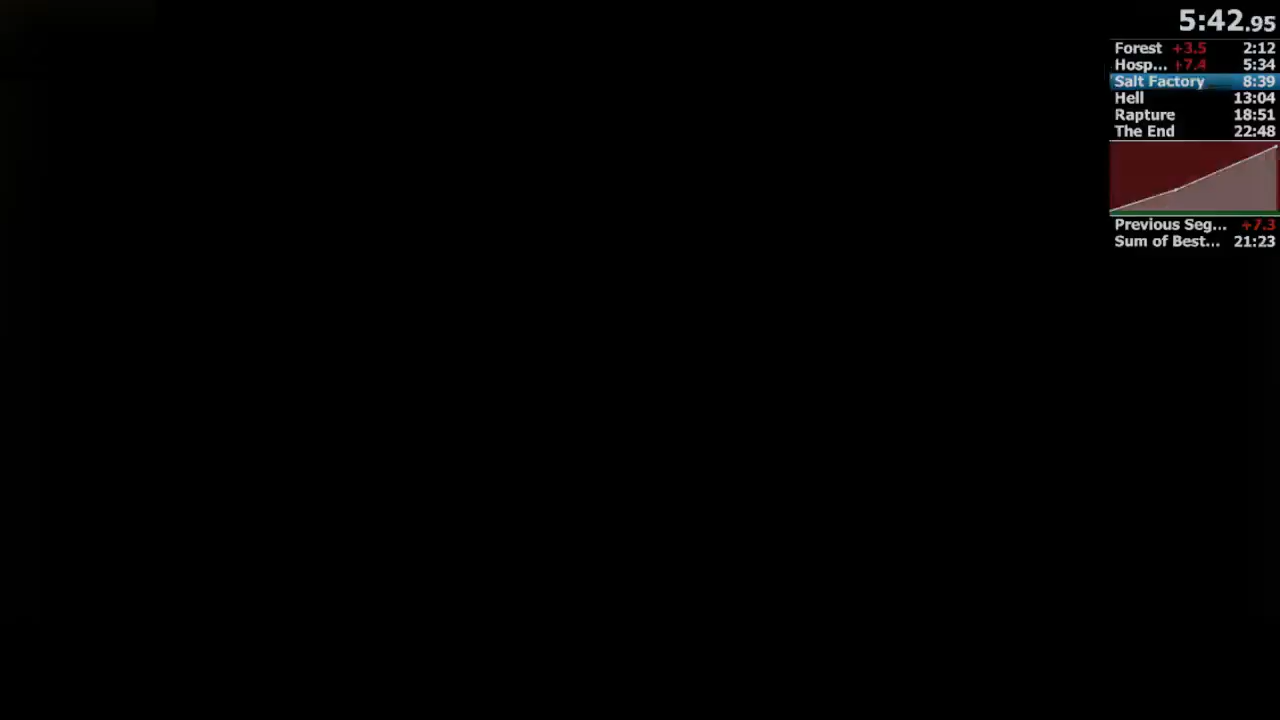 5:42.95
Forest +3.5 2:12
Hosp... +7.4 5:34
Salt Factory 8:39
Hell 13:04
Rapture 18:51
The End 22:48
Previous Seg... +7.3
Sum of Best... 21:23